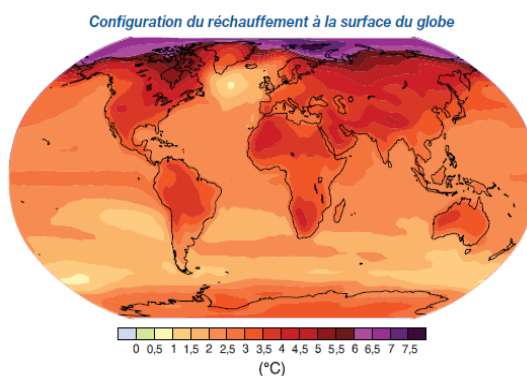 Configuration du réchauffement à la surface du globe
0 0,5 1 1,5 2 2,5 3 3,5 4 4,5 5 5,5 6 6,5 7 7,5
(°C)